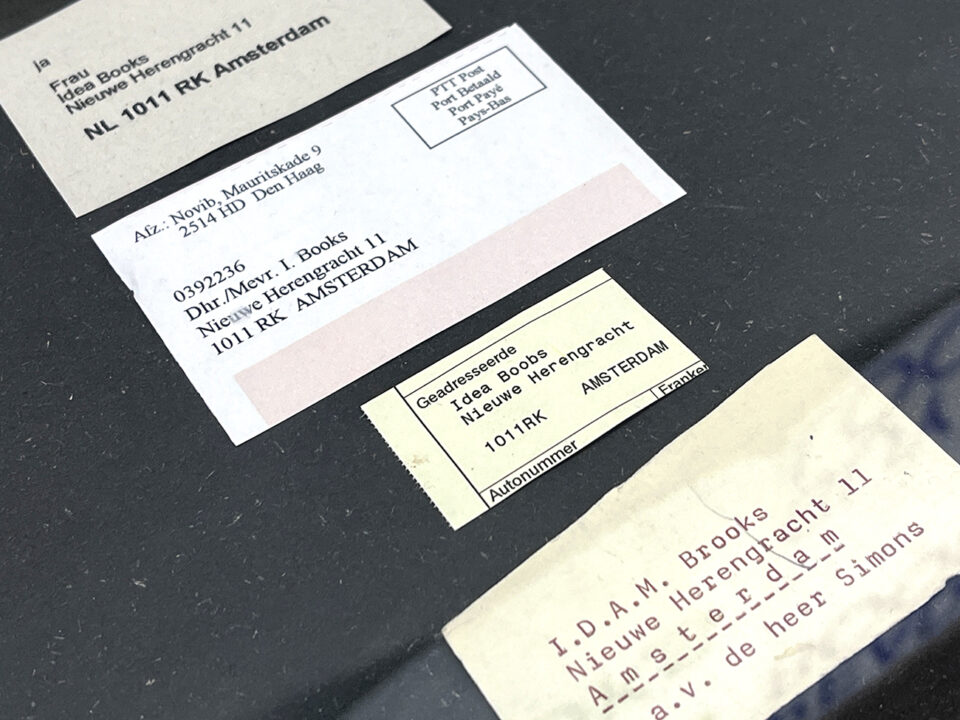 ja
Frau
Idea Books
Nieuwe Herengracht 11
NL 1011 RK Amsterdam
PTT Post
Port Betaald
Port Payé
Pays-Bas
Afz.: Novib, Mauritskade 9
2514 HD Den Haag
0392236
Dhr./Mevr. I. Books
Nieuwe Herengracht 11
1011 RK AMSTERDAM
Geadresseerde
Idea Boobs
Nieuwe Herengracht
1011RK AMSTERDAM
Autonummer Franke
I.D.A.M. Brooks
Nieuwe Herengracht 11
A m s t e r d a m
a.v. de heer Simons